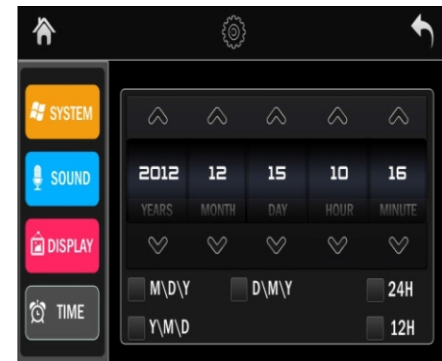 SYSTEM
SOUND
DISPLAY
TIME
2012 12 15 10 16
YEARS MONTH DAY HOUR MINUTE
M\D\Y D\M\Y 24H
Y\M\D 12H